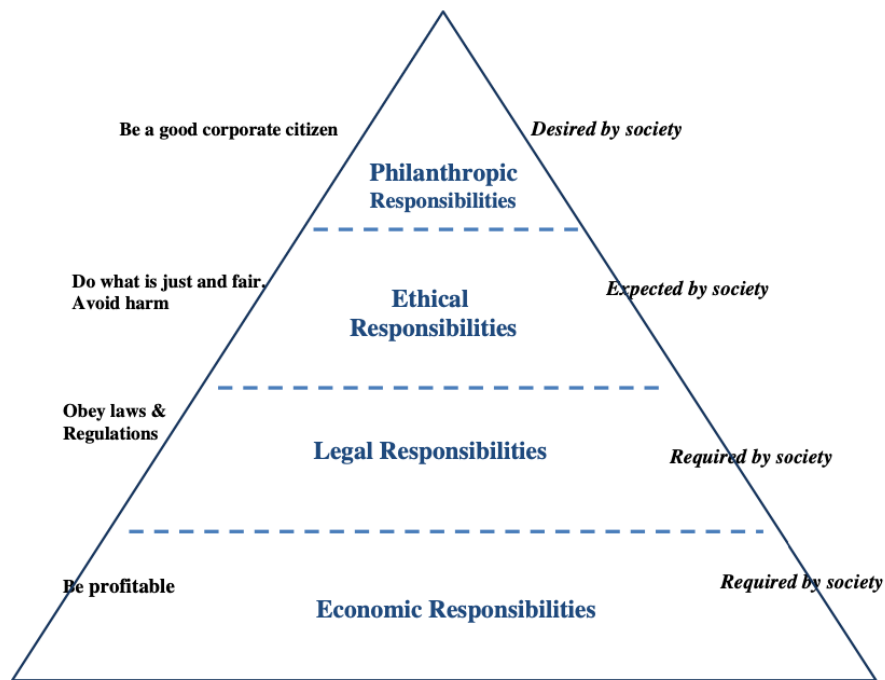 Be a good corporate citizen
Desired by society
Philanthropic
Responsibilities
Do what is just and fair,
Avoid harm
Expected by society
Ethical
Responsibilities
Obey laws &
Regulations
Legal Responsibilities
Required by society
Be profitable
Required by society
Economic Responsibilities